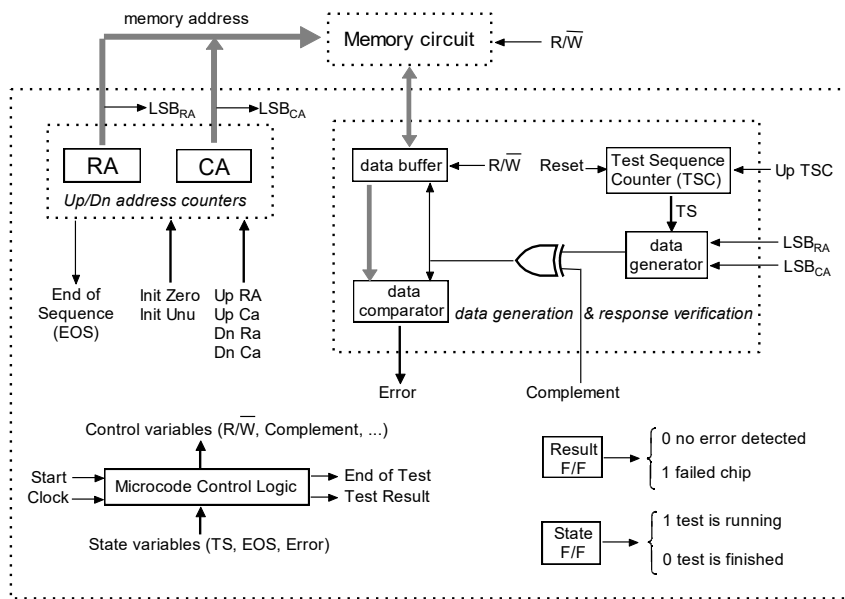 memory address
Memory circuit
R/W
LSBRA
LSBCA
RA
CA
Up/Dn address counters
data buffer
R/W
Reset
Test Sequence
Counter (TSC)
Up TSC
TS
data
generator
LSBRA
LSBCA
data
comparator
data generation & response verification
End of
Sequence
(EOS)
Init Zero
Init Unu
Up RA
Up Ca
Dn Ra
Dn Ca
Error
Complement
Control variables (R/W, Complement, ...)
Start
Clock
Microcode Control Logic
End of Test
Test Result
State variables (TS, EOS, Error)
Result
F/F
0 no error detected
1 failed chip
State
F/F
1 test is running
0 test is finished